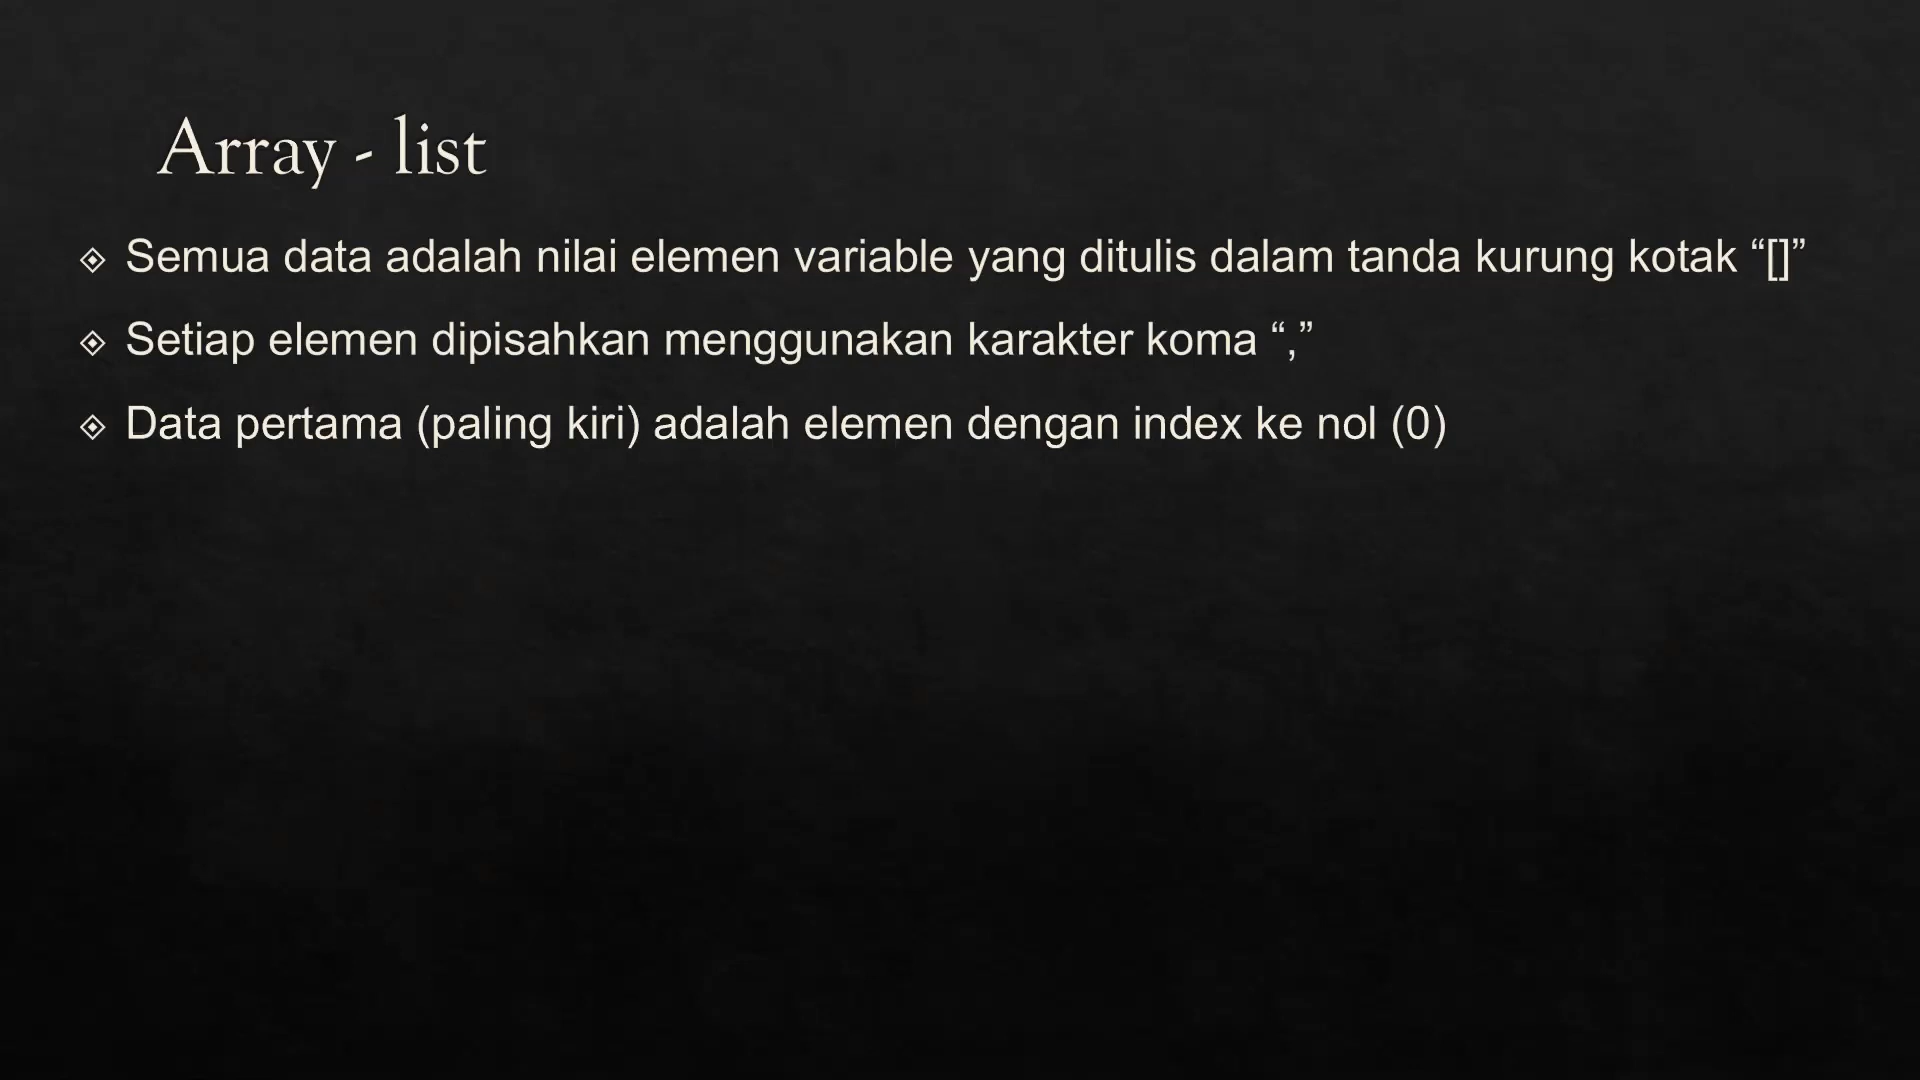 Array - list
Semua data adalah nilai elemen variable yang ditulis dalam tanda kurung kotak “[]”
Setiap elemen dipisahkan menggunakan karakter koma “,”
Data pertama (paling kiri) adalah elemen dengan index ke nol (0)